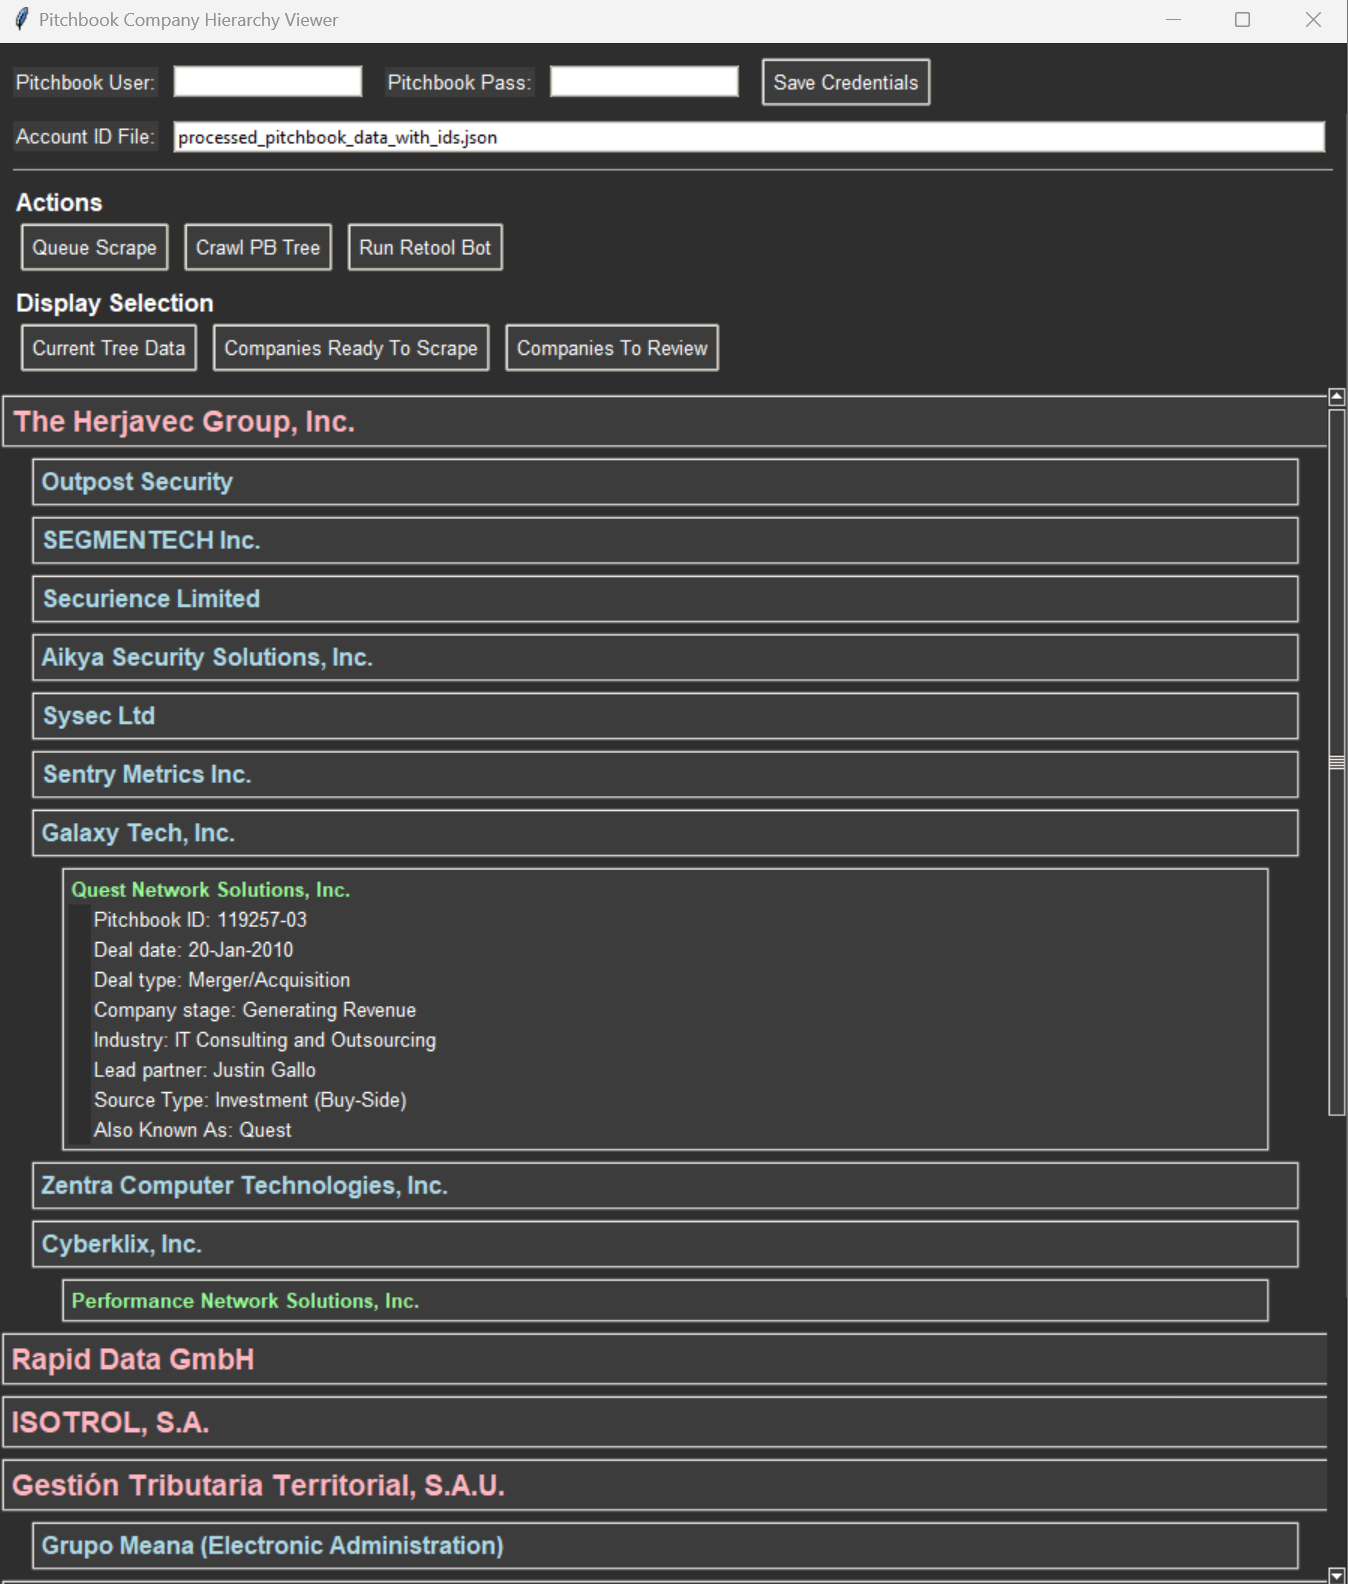 Pitchbook Company Hierarchy Viewer
Pitchbook User: Pitchbook Pass: Save Credentials
Account ID File: processed_pitchbook_data_with_ids.json
Actions
Queue Scrape Crawl PB Tree Run Retool Bot
Display Selection
Current Tree Data Companies Ready To Scrape Companies To Review
The Herjavec Group, Inc.
Outpost Security
SEGMENTECH Inc.
Securience Limited
Aikya Security Solutions, Inc.
Sysec Ltd
Sentry Metrics Inc.
Galaxy Tech, Inc.
Quest Network Solutions, Inc.
Pitchbook ID: 119257-03
Deal date: 20-Jan-2010
Deal type: Merger/Acquisition
Company stage: Generating Revenue
Industry: IT Consulting and Outsourcing
Lead partner: Justin Gallo
Source Type: Investment (Buy-Side)
Also Known As: Quest
Zentra Computer Technologies, Inc.
Cyberklix, Inc.
Performance Network Solutions, Inc.
Rapid Data GmbH
ISOTROL, S.A.
Gestión Tributaria Territorial, S.A.U.
Grupo Meana (Electronic Administration)